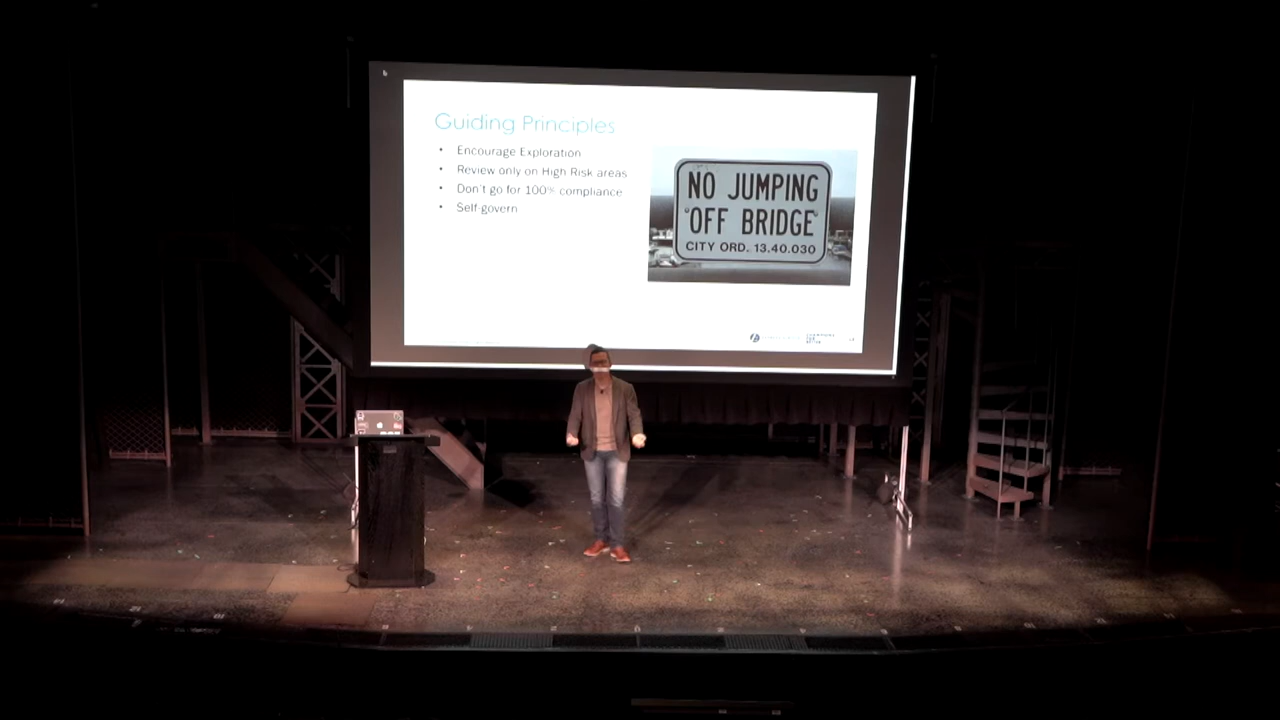 Guiding Principles
• Encourage Exploration
• Review only on High Risk areas
• Don't go for 100% compliance
• Self-govern
NO JUMPING
OFF BRIDGE
CITY ORD. 13.40.030